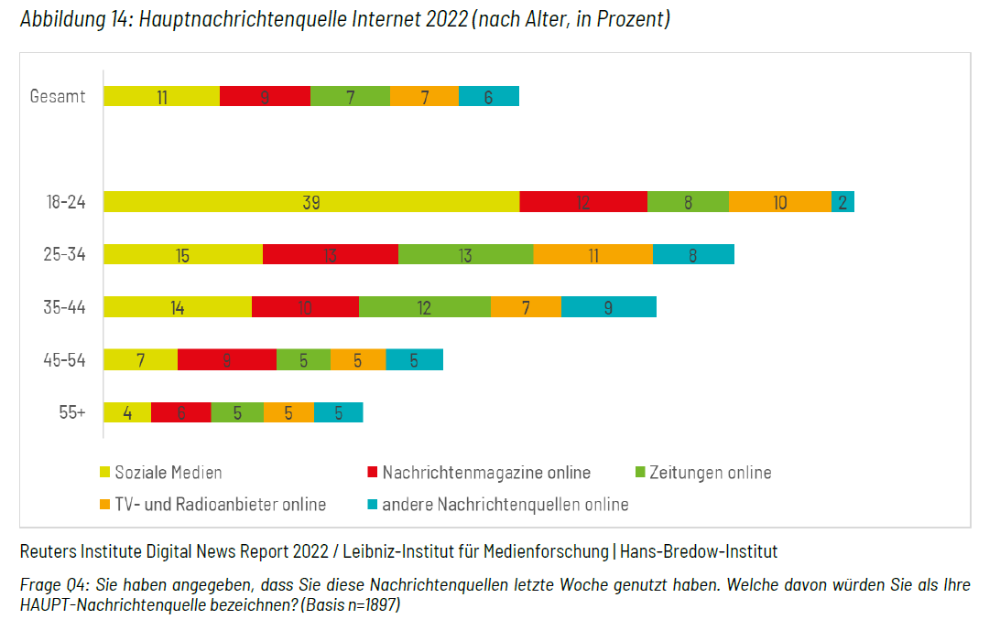 Abbildung 14: Hauptnachrichtenquelle Internet 2022 (nach Alter, in Prozent)
Gesamt 11 9 7 7 6
18-24 39 12 8 10 2
25-34 15 13 13 11 8
35-44 14 10 12 7 9
45-54 7 9 5 5 5
55+ 4 6 5 5 5
Soziale Medien Nachrichtenmagazine online Zeitungen online
TV- und Radioanbieter online andere Nachrichtenquellen online
Reuters Institute Digital News Report 2022 / Leibniz-Institut für Medienforschung | Hans-Bredow-Institut
Frage Q4: Sie haben angegeben, dass Sie diese Nachrichtenquellen letzte Woche genutzt haben. Welche davon würden Sie als Ihre
HAUPT-Nachrichtenquelle bezeichnen? (Basis n=1897)